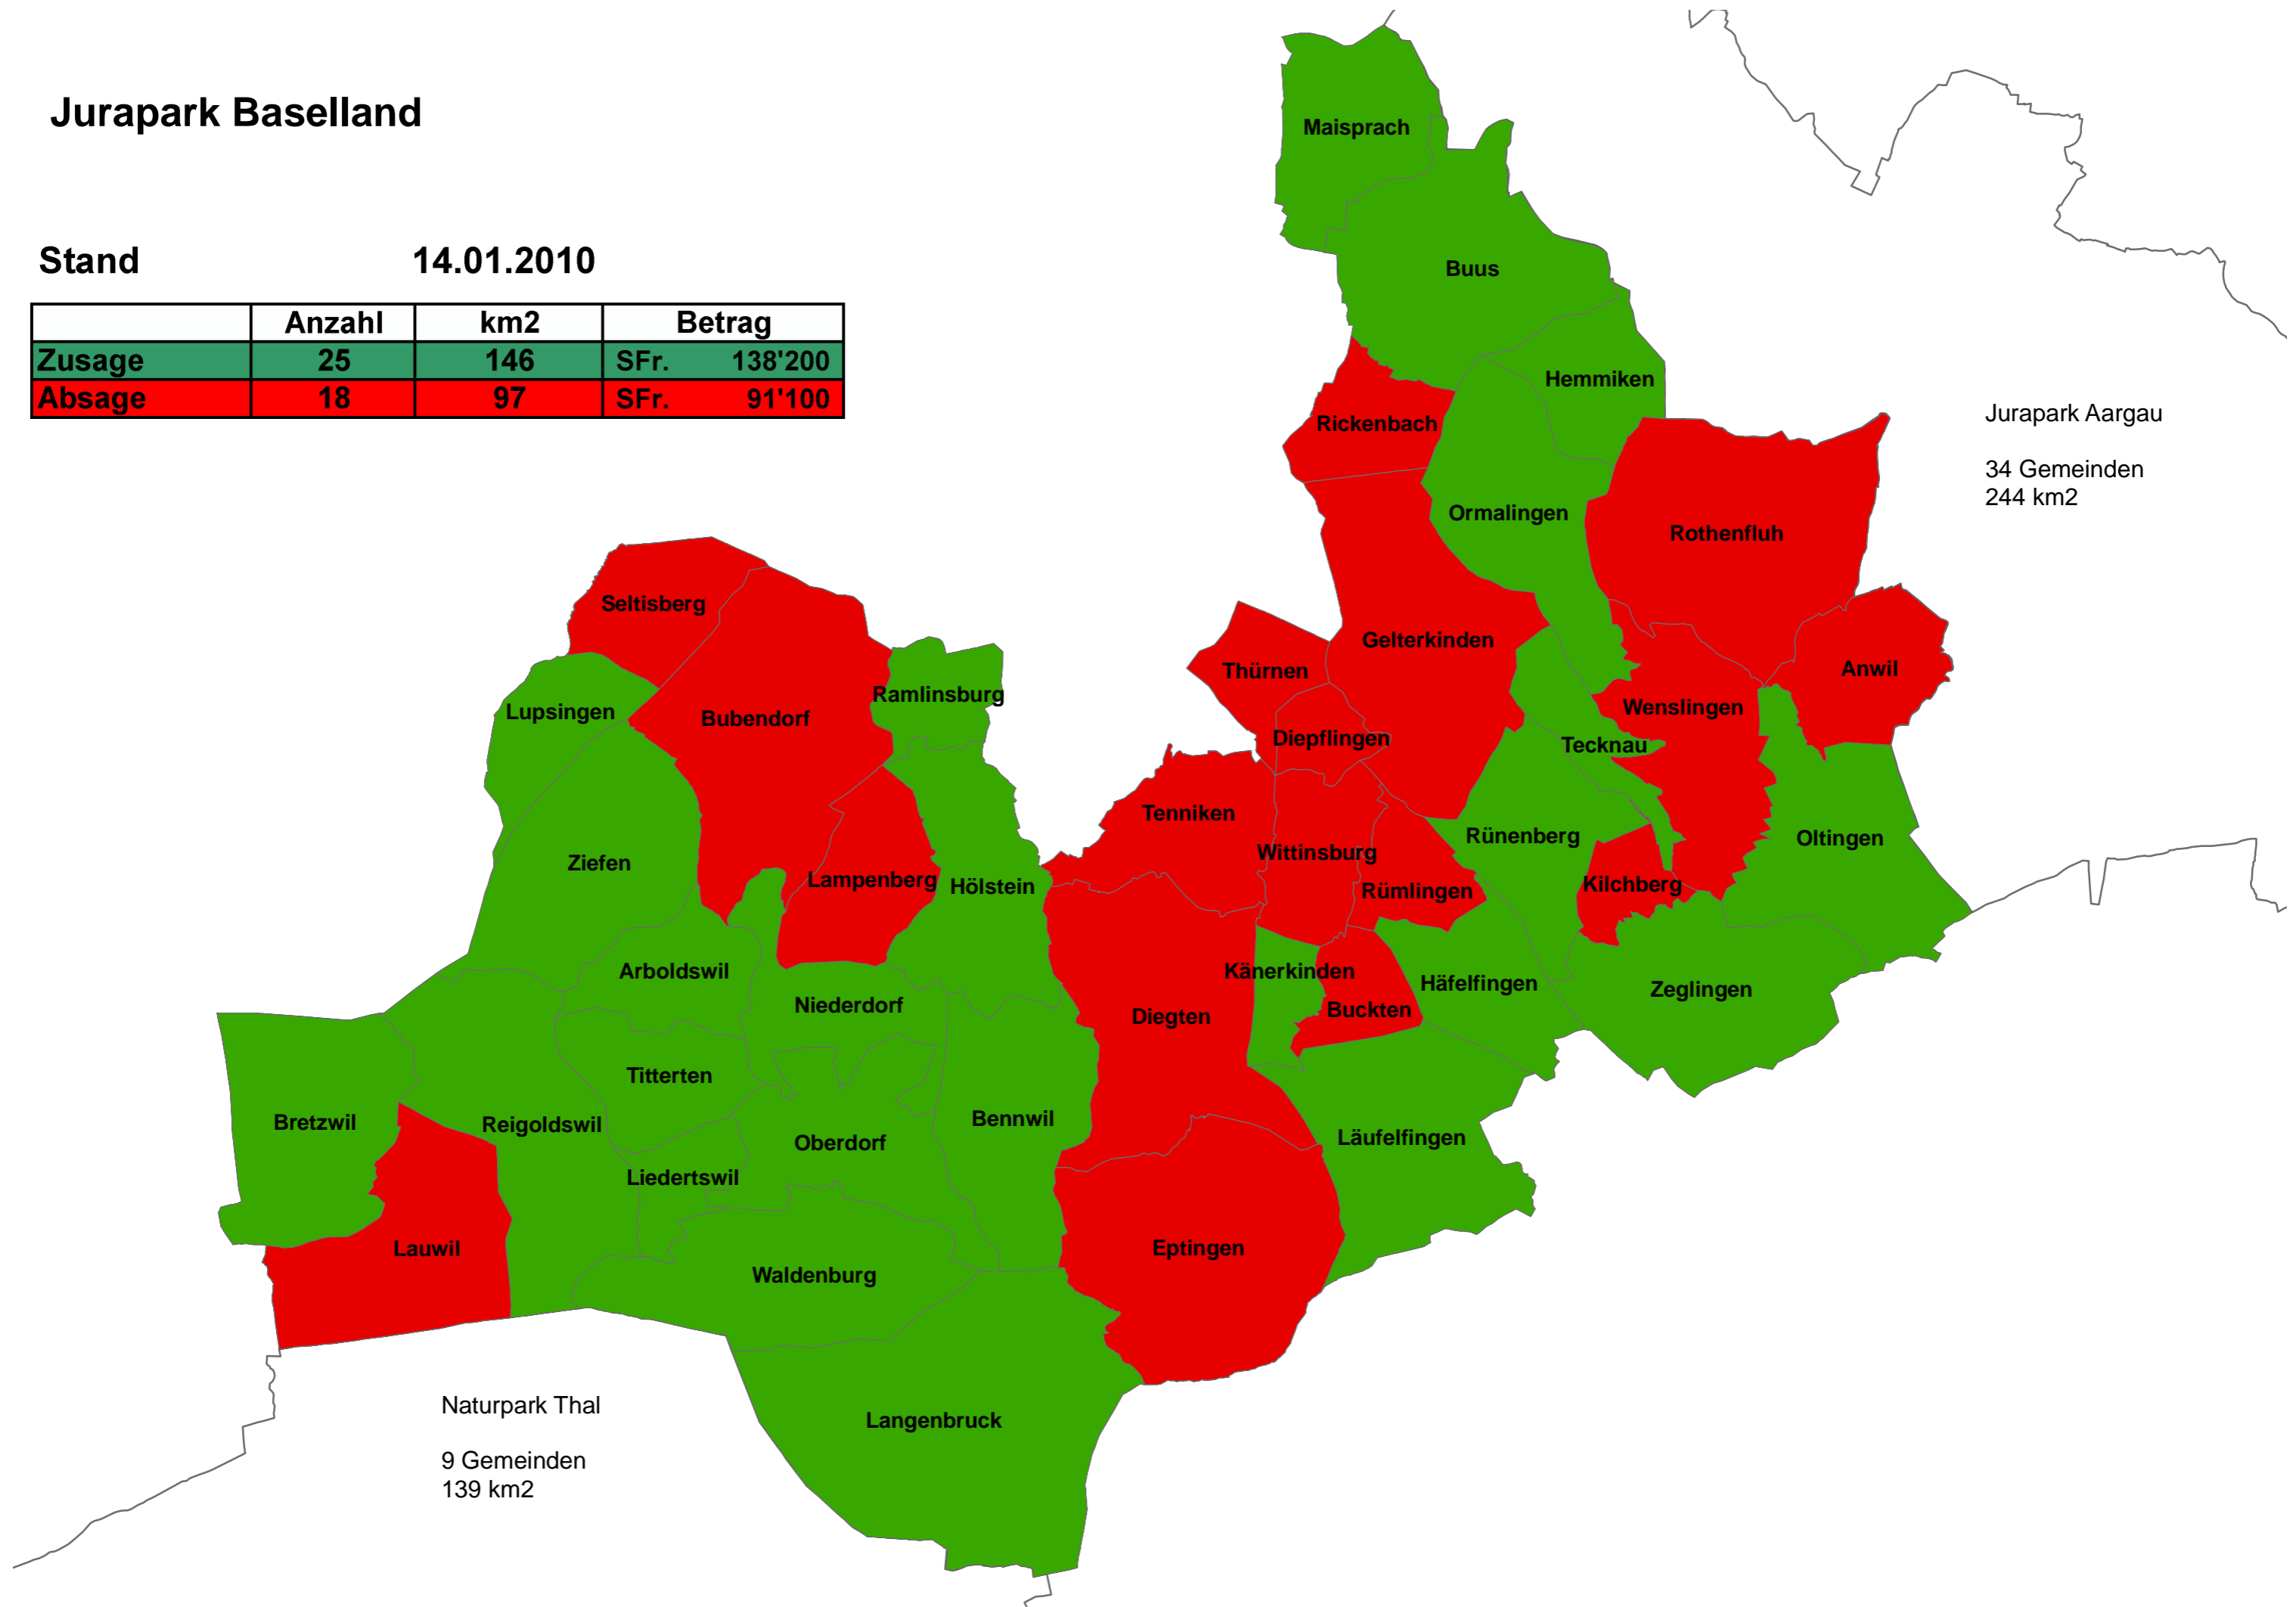 Jurapark Baselland
Stand 14.01.2010
Anzahl km2 Betrag
Zusage 25 146 SFr. 138'200
Absage 18 97 SFr. 91'100
Maisprach
Buus
Hemmiken
Rickenbach
Jurapark Aargau
34 Gemeinden
244 km2
Ormalingen
Rothenfluh
Seltisberg
Gelterkinden
Thürnen
Anwil
Ramlinsburg
Lupsingen
Bubendorf
Wenslingen
Diepflingen
Tecknau
Tenniken
Rünenberg
Oltingen
Wittinsburg
Ziefen
Lampenberg
Hölstein
Rümlingen
Kilchberg
Arboldswil
Känerkinden
Häfelfingen
Zeglingen
Niederdorf
Buckten
Diegten
Titterten
Bretzwil
Reigoldswil
Bennwil
Oberdorf
Läufelfingen
Liedertswil
Lauwil
Eptingen
Waldenburg
Naturpark Thal
9 Gemeinden
139 km2
Langenbruck